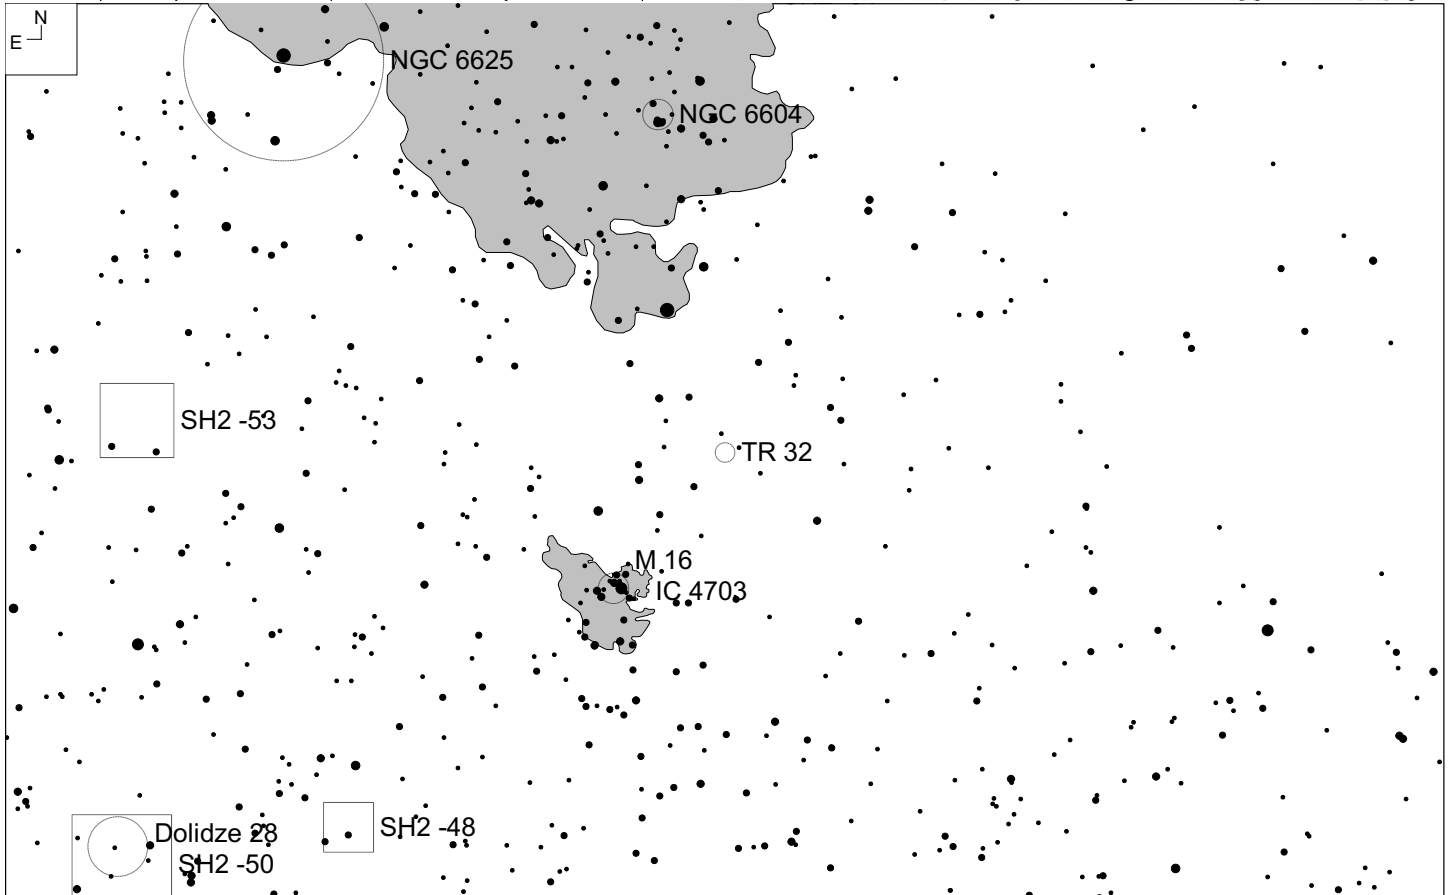 N
E
NGC 6625
NGC 6604
SH2 -53
TR 32
M 16
IC 4703
Dolidze 28
SH2 -48
SH2 -50